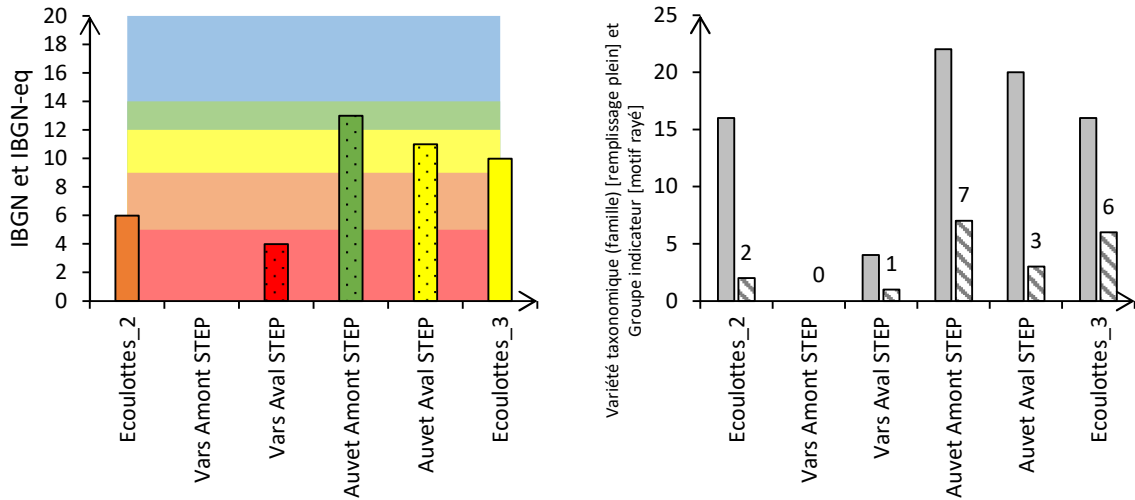 IBGN et IBGN-eq
20
18
16
14
12
10
8
6
4
2
0
Ecoulottes_2
Vars Amont STEP
Vars Aval STEP
Auvet Amont STEP
Auvet Aval STEP
Ecoulottes_3
Variété taxonomique (famille) [remplissage plein] et
Groupe indicateur [motif rayé]
25
20
15
10
5
0
2
0
1
7
3
6
Ecoulottes_2
Vars Amont STEP
Vars Aval STEP
Auvet Amont STEP
Auvet Aval STEP
Ecoulottes_3